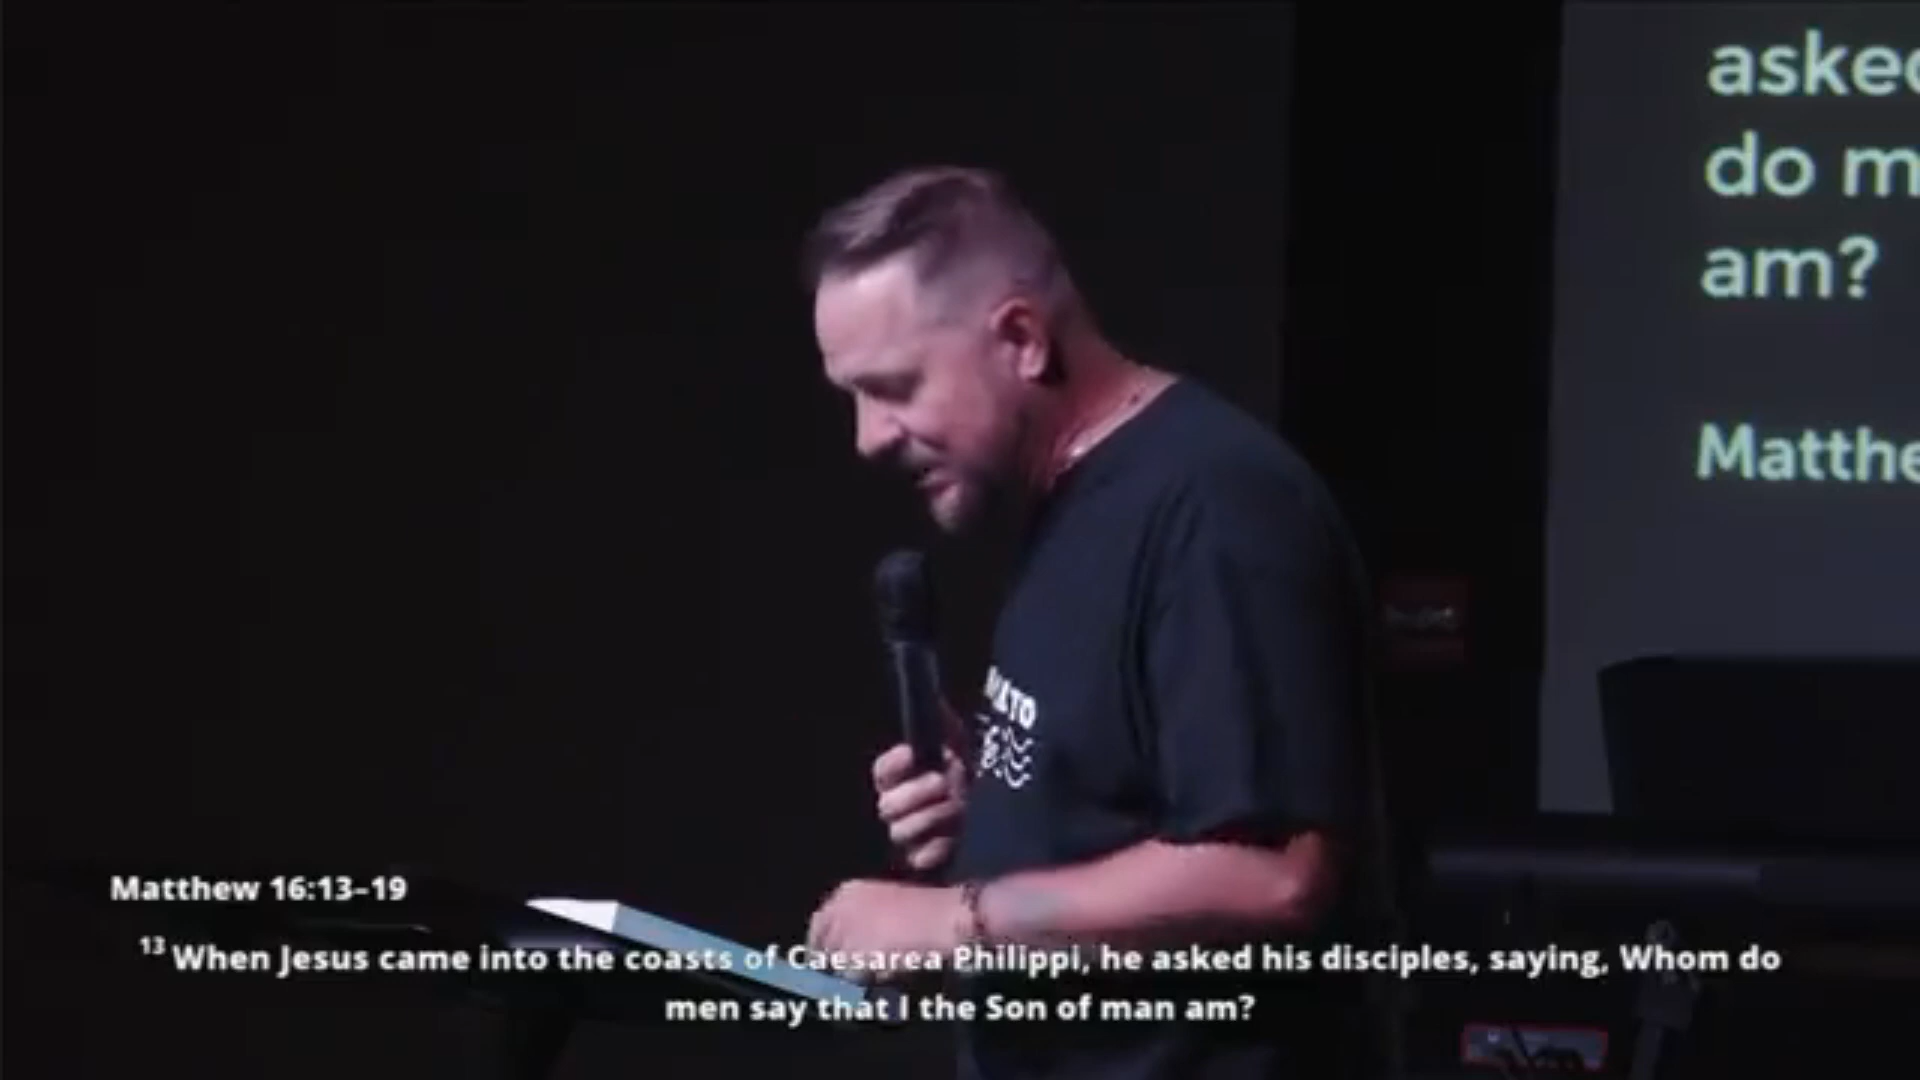 asked
do m
am?
Matthe
ATO
Matthew 16:13–19
13 When Jesus came into the coasts of Caesarea Philippi, he asked his disciples, saying, Whom do
men say that I the Son of man am?